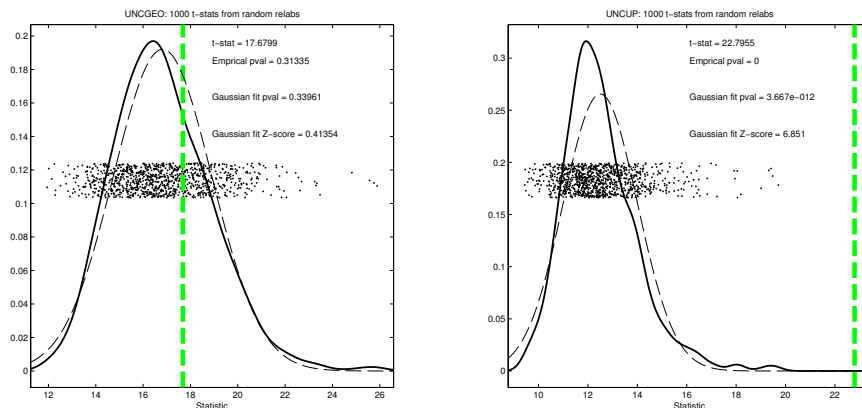 UNCGEO: 1000 t-stats from random relabs
t-stat = 17.6799
Emprical pval = 0.31335
Gaussian fit pval = 0.33961
Gaussian fit Z-score = 0.41354
0.2
0.18
0.16
0.14
0.12
0.1
0.08
0.06
0.04
0.02
0
12 14 16 18 20 22 24 26
Statistic
UNCUP: 1000 t-stats from random relabs
t-stat = 22.7955
Emprical pval = 0
Gaussian fit pval = 3.667e-012
Gaussian fit Z-score = 6.851
0.3
0.25
0.2
0.15
0.1
0.05
0
10 12 14 16 18 20 22
Statistic